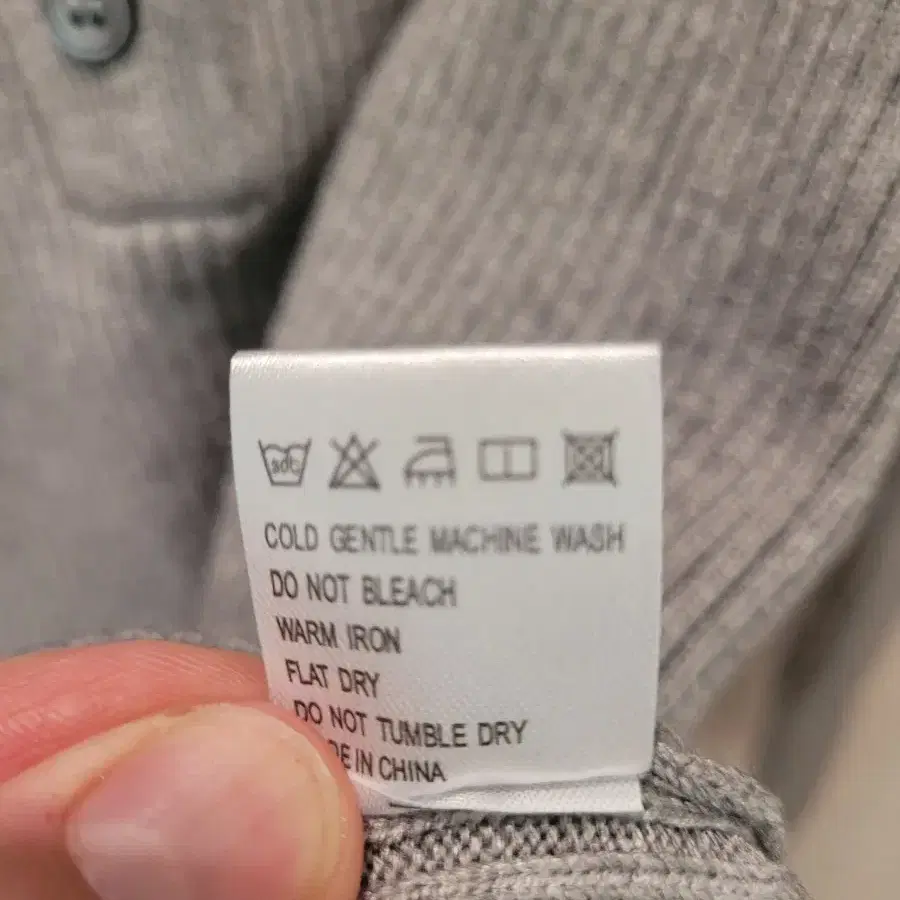 COLD GENTLE MACHINE WASH
DO NOT BLEACH
WARM IRON
FLAT DRY
DO NOT TUMBLE DRY
IN CHINA